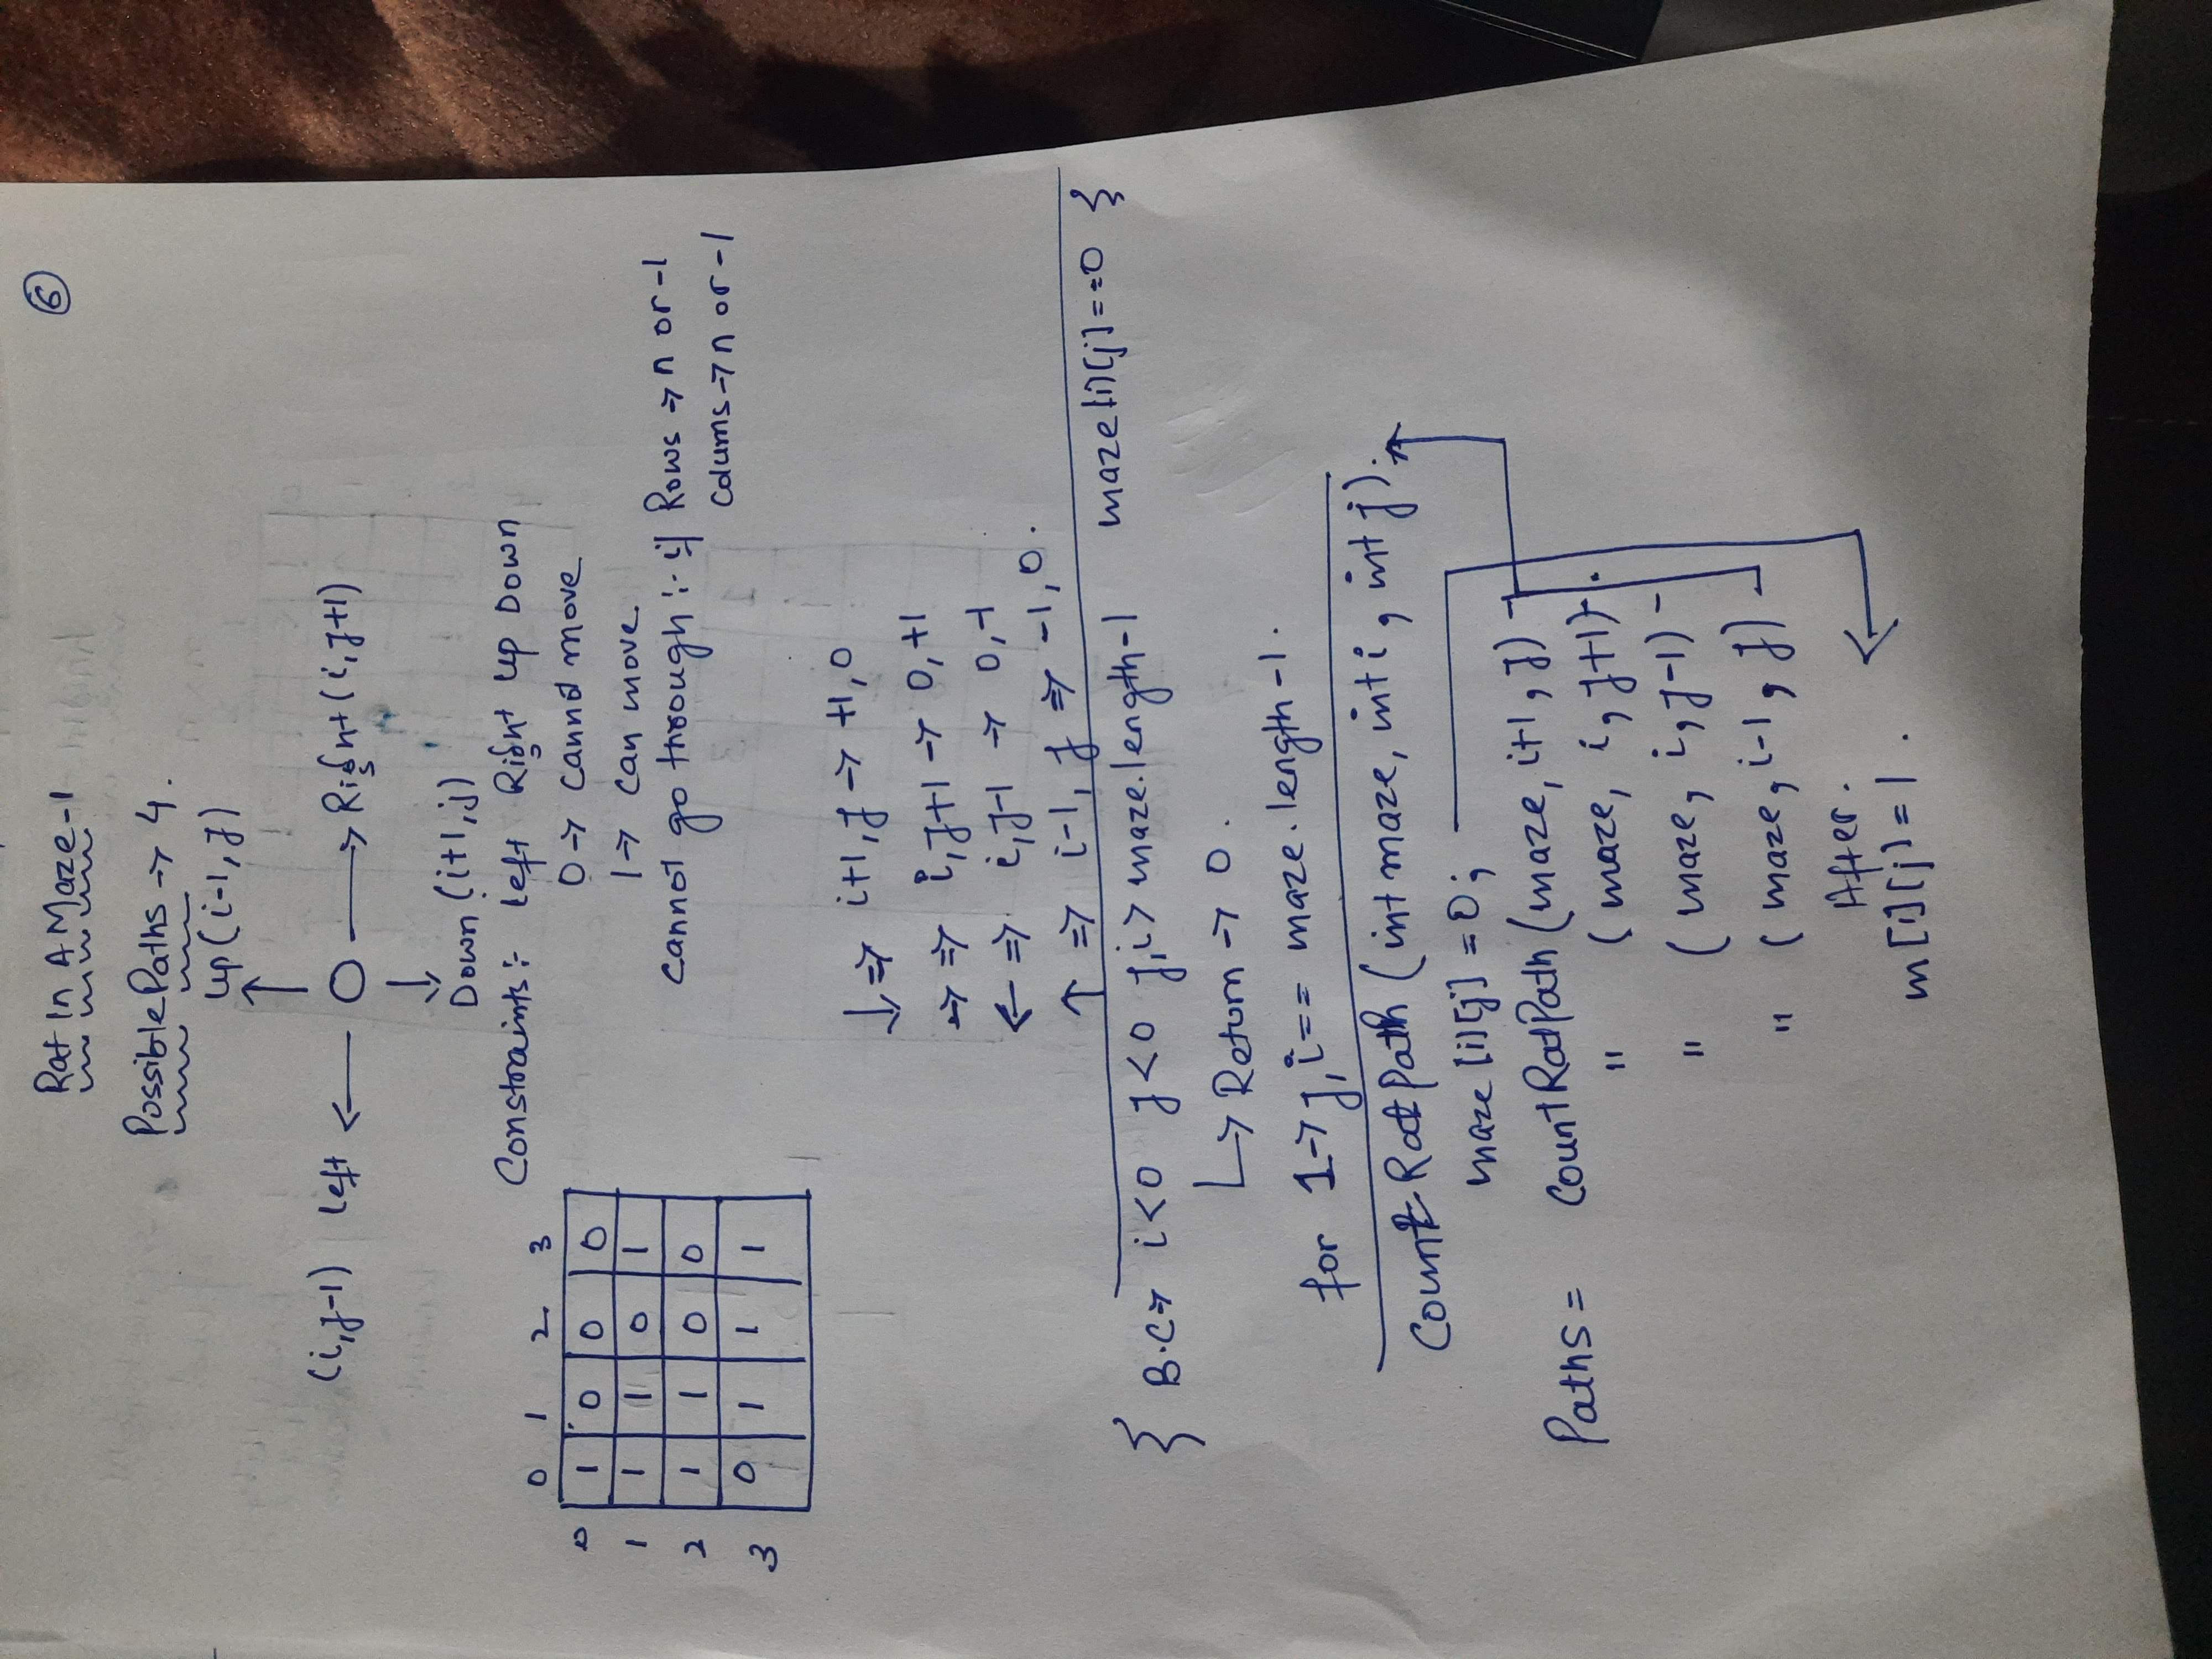 Rat In A Maze-1
6
Possible Paths → 4.
up (i-1, j)
(i, j-1) left ← O → Right (i, j+1)
↓
Down (i+1, j)
Constraints :- left Right up Down
0 → cannot move
1 → can move.
cannot go through :- if Rows → n or -1
Colums → n or -1
0 1 2 3
0 1 0 0 0
1 1 1 0 1
2 1 1 0 0
3 0 1 1 1
↓ ⇒ i+1, j → +1, 0
→ ⇒ i, j+1 → 0, +1
← ⇒ i, j-1 → 0, -1
↑ ⇒ i-1, j ⇒ -1, 0.
{ B.C → i<0 j<0 j,i > maze.length-1 maze[i][j]==0 }
↳ Return → 0.
for 1 → j, i == maze.length-1.
Count Rat Path (int maze, int i, int j).
maze [i][j] = 0;
Paths = Count Rat Path (maze, i+1, j)
" (maze, i, j+1)
" (maze, i, j-1)
" (maze, i-1, j)
After.
m[i][j] = 1.